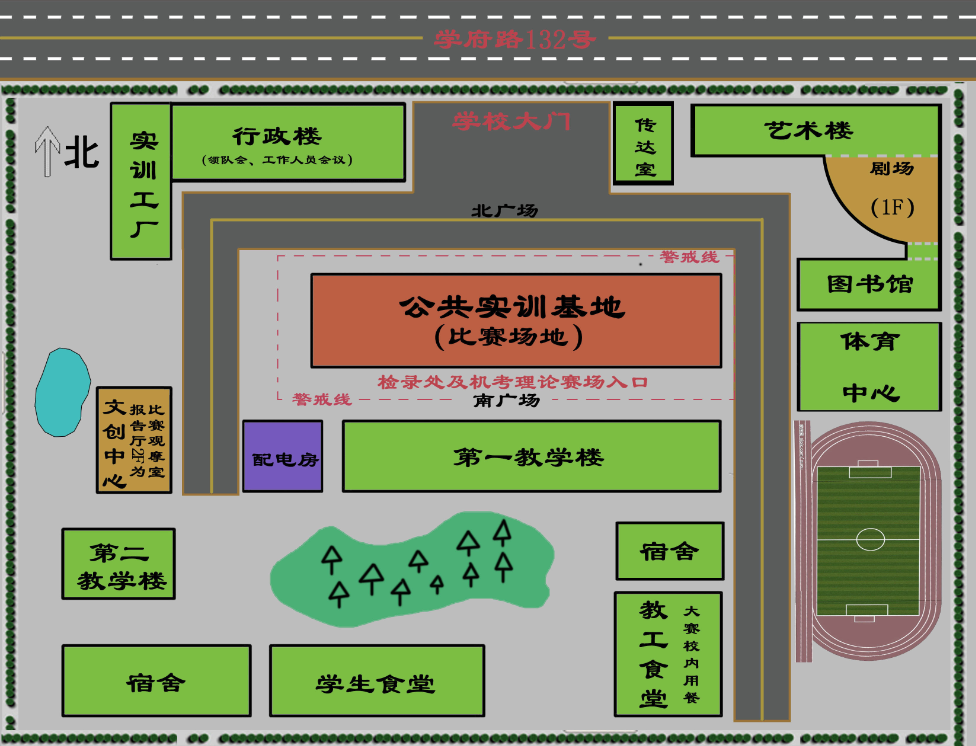 学府路132号
北
实训工厂
行政楼
(领队会、工作人员会议)
学校大门
传达室
艺术楼
剧场
(1F)
北广场
图书馆
警戒线
公共实训基地
(比赛场地)
检录处及机考理论赛场入口
警戒线
南广场
体育
中心
文创中心
报告厅2F为
比赛观摩室
配电房
第一教学楼
第二
教学楼
宿舍
教工食堂
大赛校内用餐
宿舍
学生食堂